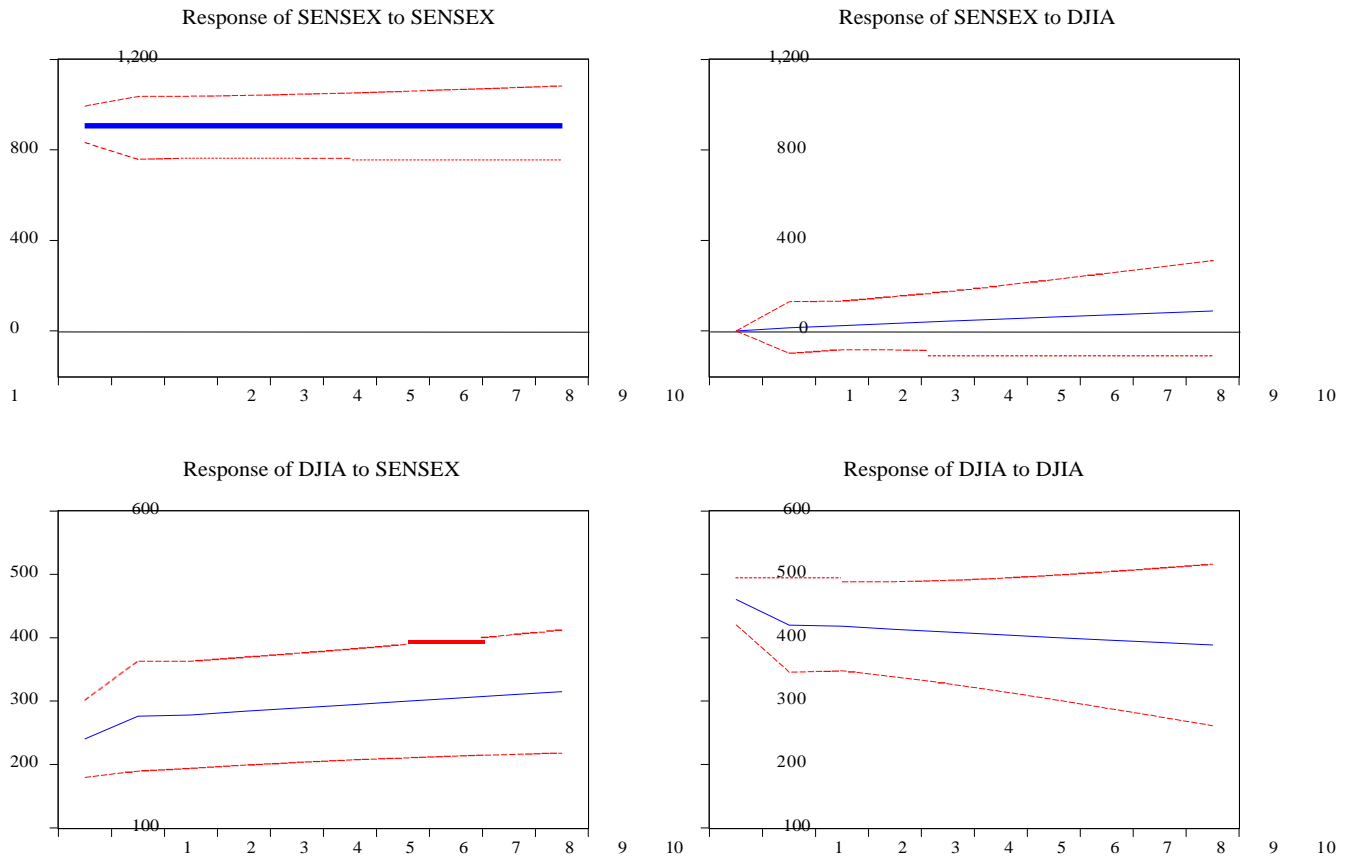 Response of SENSEX to SENSEX
1,200
800
400
0
1 2 3 4 5 6 7 8 9 10
Response of SENSEX to DJIA
1,200
800
400
0
1 2 3 4 5 6 7 8 9 10
Response of DJIA to SENSEX
600
500
400
300
200
100
1 2 3 4 5 6 7 8 9 10
Response of DJIA to DJIA
600
500
400
300
200
100
1 2 3 4 5 6 7 8 9 10